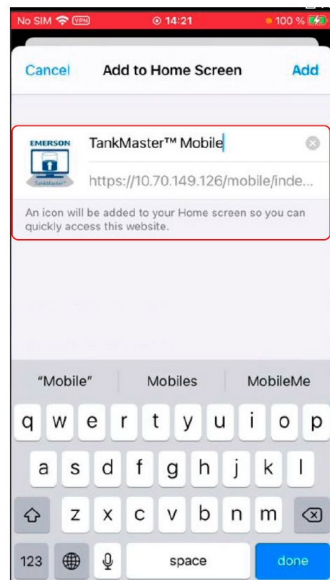 No SIM VPN 14:21 100 %
Cancel Add to Home Screen Add
EMERSON
TankMaster™ Mobile
TankMaster™
https://10.70.149.126/mobile/inde...
An icon will be added to your Home screen so you can
quickly access this website.
“Mobile” Mobiles MobileMe
q w e r t y u i o p
a s d f g h j k l
z x c v b n m
123 space done